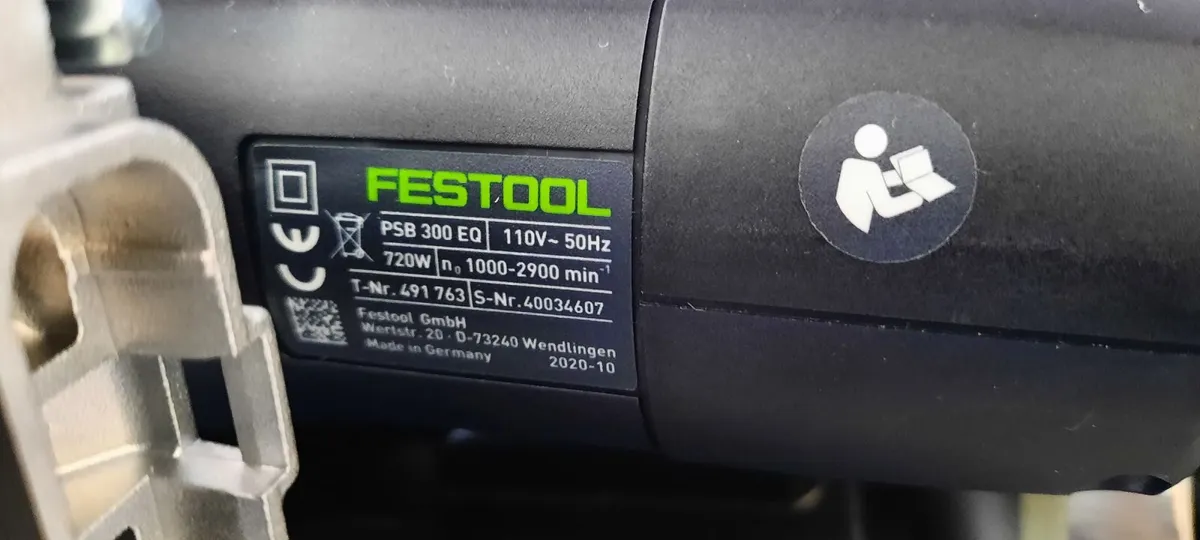 FESTOOL
PSB 300 EQ 110V~ 50Hz
720W n₀ 1000-2900 min⁻¹
T-Nr. 491 763 S-Nr. 40034607
Festool GmbH
Wertstr. 20 · D-73240 Wendlingen
Made in Germany 2020-10